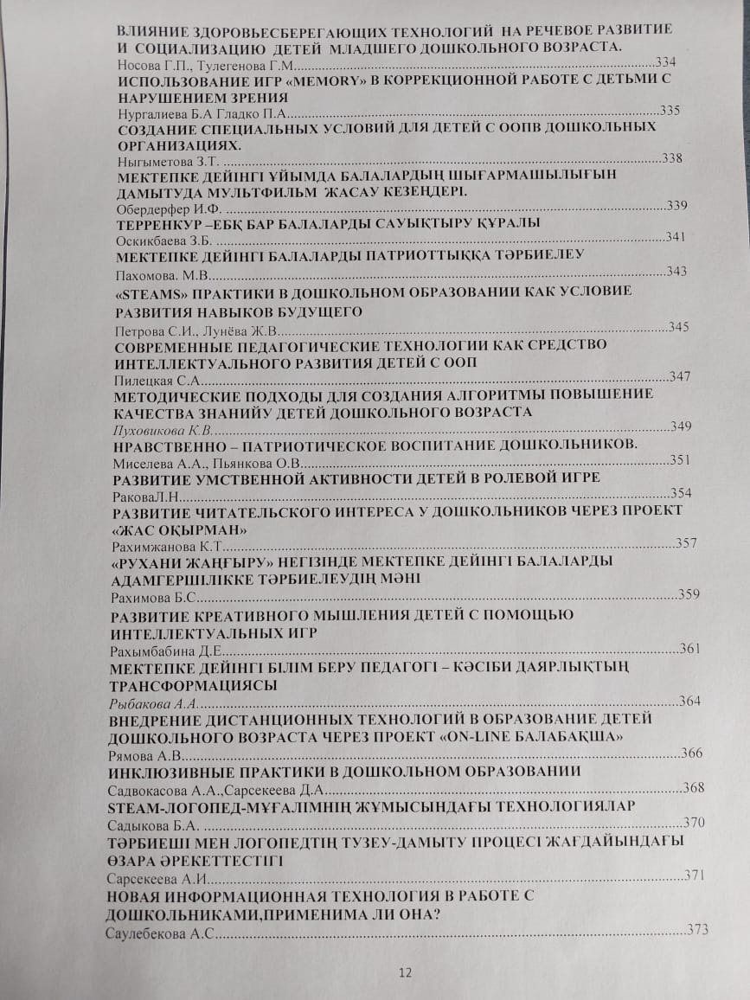 ВЛИЯНИЕ ЗДОРОВЬЕСБЕРЕГАЮЩИХ ТЕХНОЛОГИЙ НА РЕЧЕВОЕ РАЗВИТИЕ
И СОЦИАЛИЗАЦИЮ ДЕТЕЙ МЛАДШЕГО ДОШКОЛЬНОГО ВОЗРАСТА.
Носова Г.П., Тулегенова Г.М...334
ИСПОЛЬЗОВАНИЕ ИГР «MEMORY» В КОРРЕКЦИОННОЙ РАБОТЕ С ДЕТЬМИ С
НАРУШЕНИЕМ ЗРЕНИЯ
Нургалиева Б.А Гладко П.А...335
СОЗДАНИЕ СПЕЦИАЛЬНЫХ УСЛОВИЙ ДЛЯ ДЕТЕЙ С ООПВ ДОШКОЛЬНЫХ
ОРГАНИЗАЦИЯХ.
Ныгыметова З.Т. ...338
МЕКТЕПКЕ ДЕЙІНГІ ҰЙЫМДА БАЛАЛАРДЫҢ ШЫҒАРМАШЫЛЫҒЫН
ДАМЫТУДА МУЛЬТФИЛЬМ ЖАСАУ КЕЗЕҢДЕРІ.
Обердерфер И.Ф. ...339
ТЕРРЕНКУР –ЕБҚ БАР БАЛАЛАРДЫ САУЫҚТЫРУ ҚҰРАЛЫ
Оскикбаева З.Б. ...341
МЕКТЕПКЕ ДЕЙІНГІ БАЛАЛАРДЫ ПАТРИОТТЫҚҚА ТӘРБИЕЛЕУ
Пахомова. М.В...343
«STEAMS» ПРАКТИКИ В ДОШКОЛЬНОМ ОБРАЗОВАНИИ КАК УСЛОВИЕ
РАЗВИТИЯ НАВЫКОВ БУДУЩЕГО
Петрова С.И., Лунёва Ж.В...345
СОВРЕМЕННЫЕ ПЕДАГОГИЧЕСКИЕ ТЕХНОЛОГИИ КАК СРЕДСТВО
ИНТЕЛЛЕКТУАЛЬНОГО РАЗВИТИЯ ДЕТЕЙ С ООП
Пилецкая С.А...347
МЕТОДИЧЕСКИЕ ПОДХОДЫ ДЛЯ СОЗДАНИЯ АЛГОРИТМЫ ПОВЫШЕНИЕ
КАЧЕСТВА ЗНАНИЙУ ДЕТЕЙ ДОШКОЛЬНОГО ВОЗРАСТА
Пуховикова К.В...349
НРАВСТВЕННО – ПАТРИОТИЧЕСКОЕ ВОСПИТАНИЕ ДОШКОЛЬНИКОВ.
Миселева А.А., Пьянкова О.В...351
РАЗВИТИЕ УМСТВЕННОЙ АКТИВНОСТИ ДЕТЕЙ В РОЛЕВОЙ ИГРЕ
РаковаЛ.Н...354
РАЗВИТИЕ ЧИТАТЕЛЬСКОГО ИНТЕРЕСА У ДОШКОЛЬНИКОВ ЧЕРЕЗ ПРОЕКТ
«ЖАС ОҚЫРМАН»
Рахимжанова К.Т...357
«РУХАНИ ЖАҢҒЫРУ» НЕГІЗІНДЕ МЕКТЕПКЕ ДЕЙІНГІ БАЛАЛАРДЫ
АДАМГЕРШІЛІККЕ ТӘРБИЕЛЕУДІҢ МӘНІ
Рахимова Б.С...359
РАЗВИТИЕ КРЕАТИВНОГО МЫШЛЕНИЯ ДЕТЕЙ С ПОМОЩЬЮ
ИНТЕЛЛЕКТУАЛЬНЫХ ИГР
Рахымбабина Д.Е...361
МЕКТЕПКЕ ДЕЙІНГІ БІЛІМ БЕРУ ПЕДАГОГІ – КӘСІБИ ДАЯРЛЫҚТЫҢ
ТРАНСФОРМАЦИЯСЫ
Рыбакова А.А...364
ВНЕДРЕНИЕ ДИСТАНЦИОННЫХ ТЕХНОЛОГИЙ В ОБРАЗОВАНИЕ ДЕТЕЙ
ДОШКОЛЬНОГО ВОЗРАСТА ЧЕРЕЗ ПРОЕКТ «ON-LINE БАЛАБАҚША»
Рямова А.В...366
ИНКЛЮЗИВНЫЕ ПРАКТИКИ В ДОШКОЛЬНОМ ОБРАЗОВАНИИ
Садвокасова А.А.,Сарсекеева Д.А...368
STEAM-ЛОГОПЕД-МҰҒАЛІМНІҢ ЖҰМЫСЫНДАҒЫ ТЕХНОЛОГИЯЛАР
Садыкова Б.А. ...370
ТӘРБИЕШІ МЕН ЛОГОПЕДТІҢ ТУЗЕУ-ДАМЫТУ ПРОЦЕСІ ЖАҒДАЙЫНДАҒЫ
ӨЗАРА ӘРЕКЕТТЕСТІГІ
Сарсекеева А.И...371
НОВАЯ ИНФОРМАЦИОННАЯ ТЕХНОЛОГИЯ В РАБОТЕ С
ДОШКОЛЬНИКАМИ,ПРИМЕНИМА ЛИ ОНА?
Саулебекова А.С...373
12